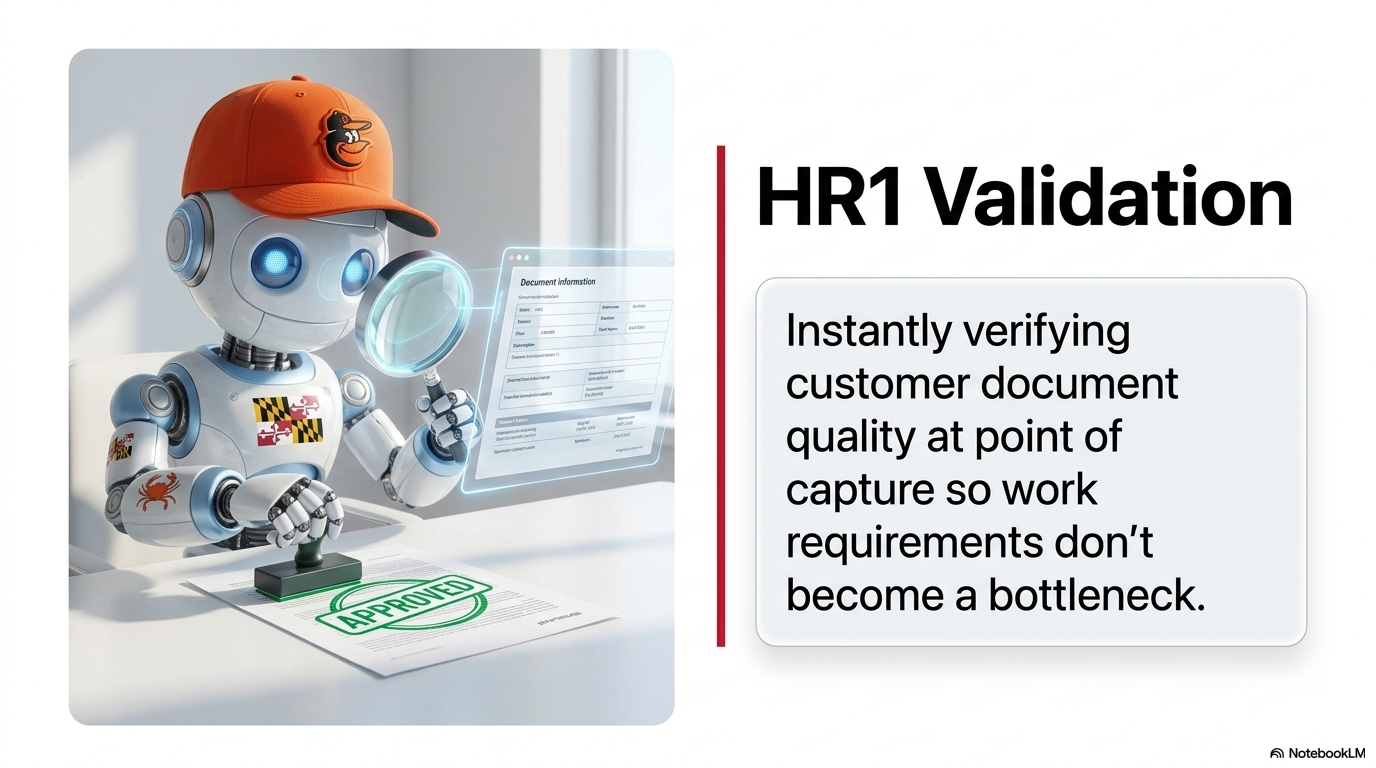 Document Information
APPROVED
HR1 Validation
Instantly verifying
customer document
quality at point of
capture so work
requirements don’t
become a bottleneck.
NotebookLM